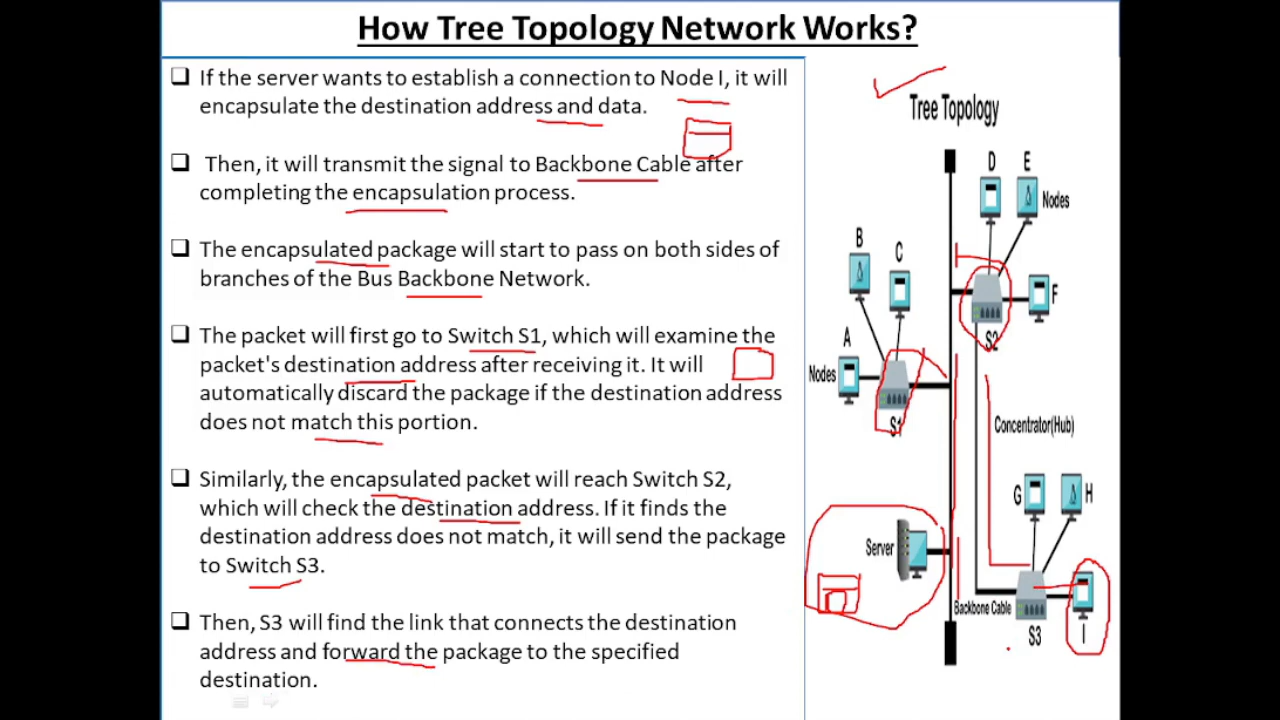 How Tree Topology Network Works?
If the server wants to establish a connection to Node I, it will
encapsulate the destination address and data.
Then, it will transmit the signal to Backbone Cable after
completing the encapsulation process.
The encapsulated package will start to pass on both sides of
branches of the Bus Backbone Network.
The packet will first go to Switch S1, which will examine the
packet's destination address after receiving it. It will
automatically discard the package if the destination address
does not match this portion.
Similarly, the encapsulated packet will reach Switch S2,
which will check the destination address. If it finds the
destination address does not match, it will send the package
to Switch S3.
Then, S3 will find the link that connects the destination
address and forward the package to the specified
destination.
Tree Topology
D
E
Nodes
B
C
F
S2
A
Nodes
S1
Concentrator(Hub)
G
H
Server
Backbone Cable
S3
I